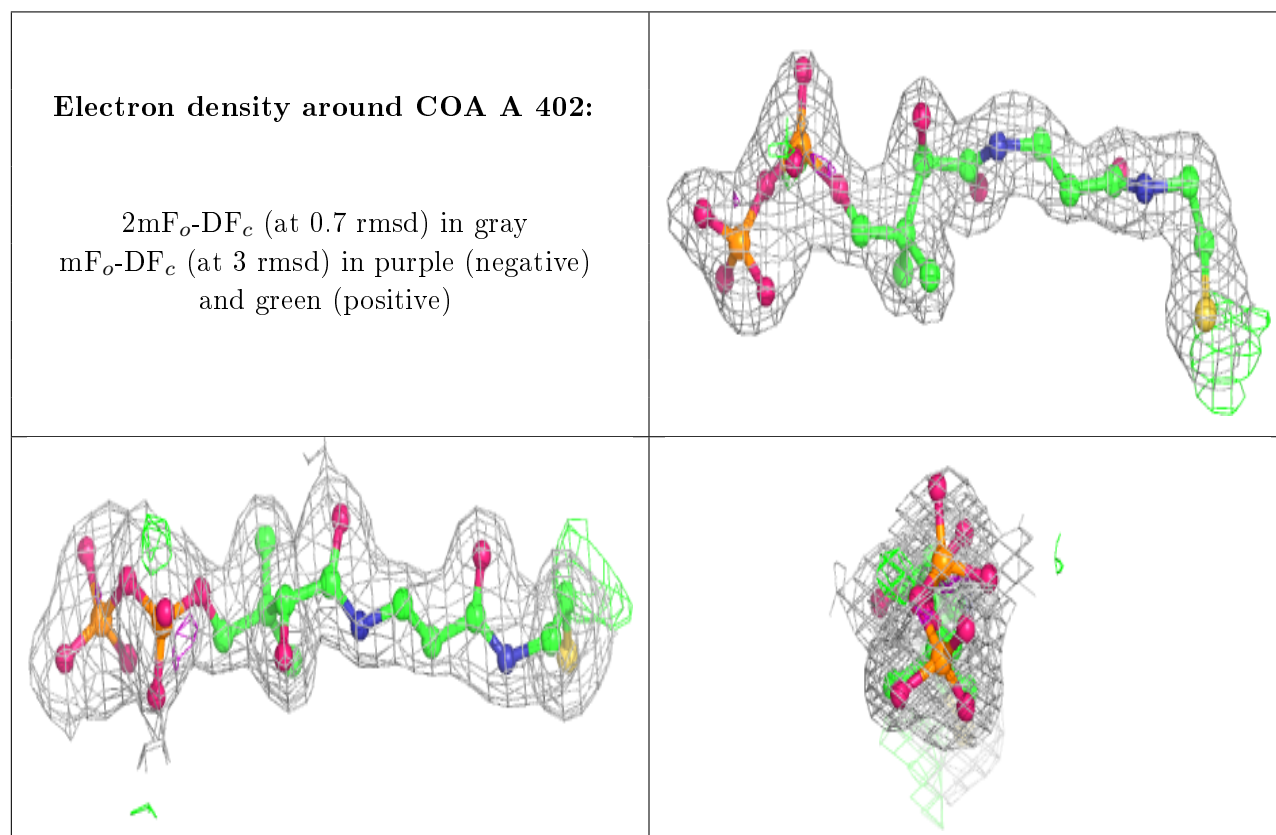 Electron density around COA A 402:
2mFo-DFc (at 0.7 rmsd) in gray
mFo-DFc (at 3 rmsd) in purple (negative)
and green (positive)